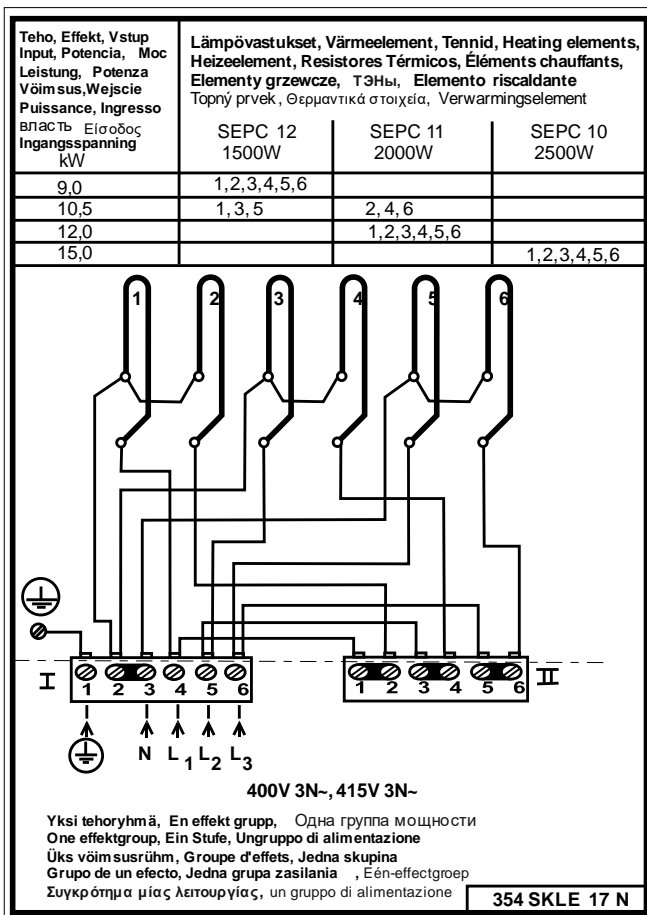 Teho, Effekt, Vstup
Input, Potencia, Moc
Leistung, Potenza
Vöimsus,Wejscie
Puissance, Ingresso
власть Είσοδος
Ingangsspanning
kW
Lämpövastukset, Värmeelement, Tennid, Heating elements,
Heizeelement, Resistores Térmicos, Éléments chauffants,
Elementy grzewcze, ТЭНы, Elemento riscaldante
Topný prvek, Θερμαντικά στοιχεία, Verwarmingselement
SEPC 12 SEPC 11 SEPC 10
1500W 2000W 2500W
9,0 1,2,3,4,5,6
10,5 1,3,5 2,4,6
12,0 1,2,3,4,5,6
15,0 1,2,3,4,5,6
1 2 3 4 5 6
I 1 2 3 4 5 6 1 2 3 4 5 6 II
N L1 L2 L3
400V 3N~, 415V 3N~
Yksi tehoryhmä, En effekt grupp, Одна группа мощности
One effektgroup, Ein Stufe, Ungruppo di alimentazione
Üks vöimsusrühm, Groupe d'effets, Jedna skupina
Grupo de un efecto, Jedna grupa zasilania , Eén-effectgroep
Συγκρότημα μίας λειτουργίας, un gruppo di alimentazione
354 SKLE 17 N